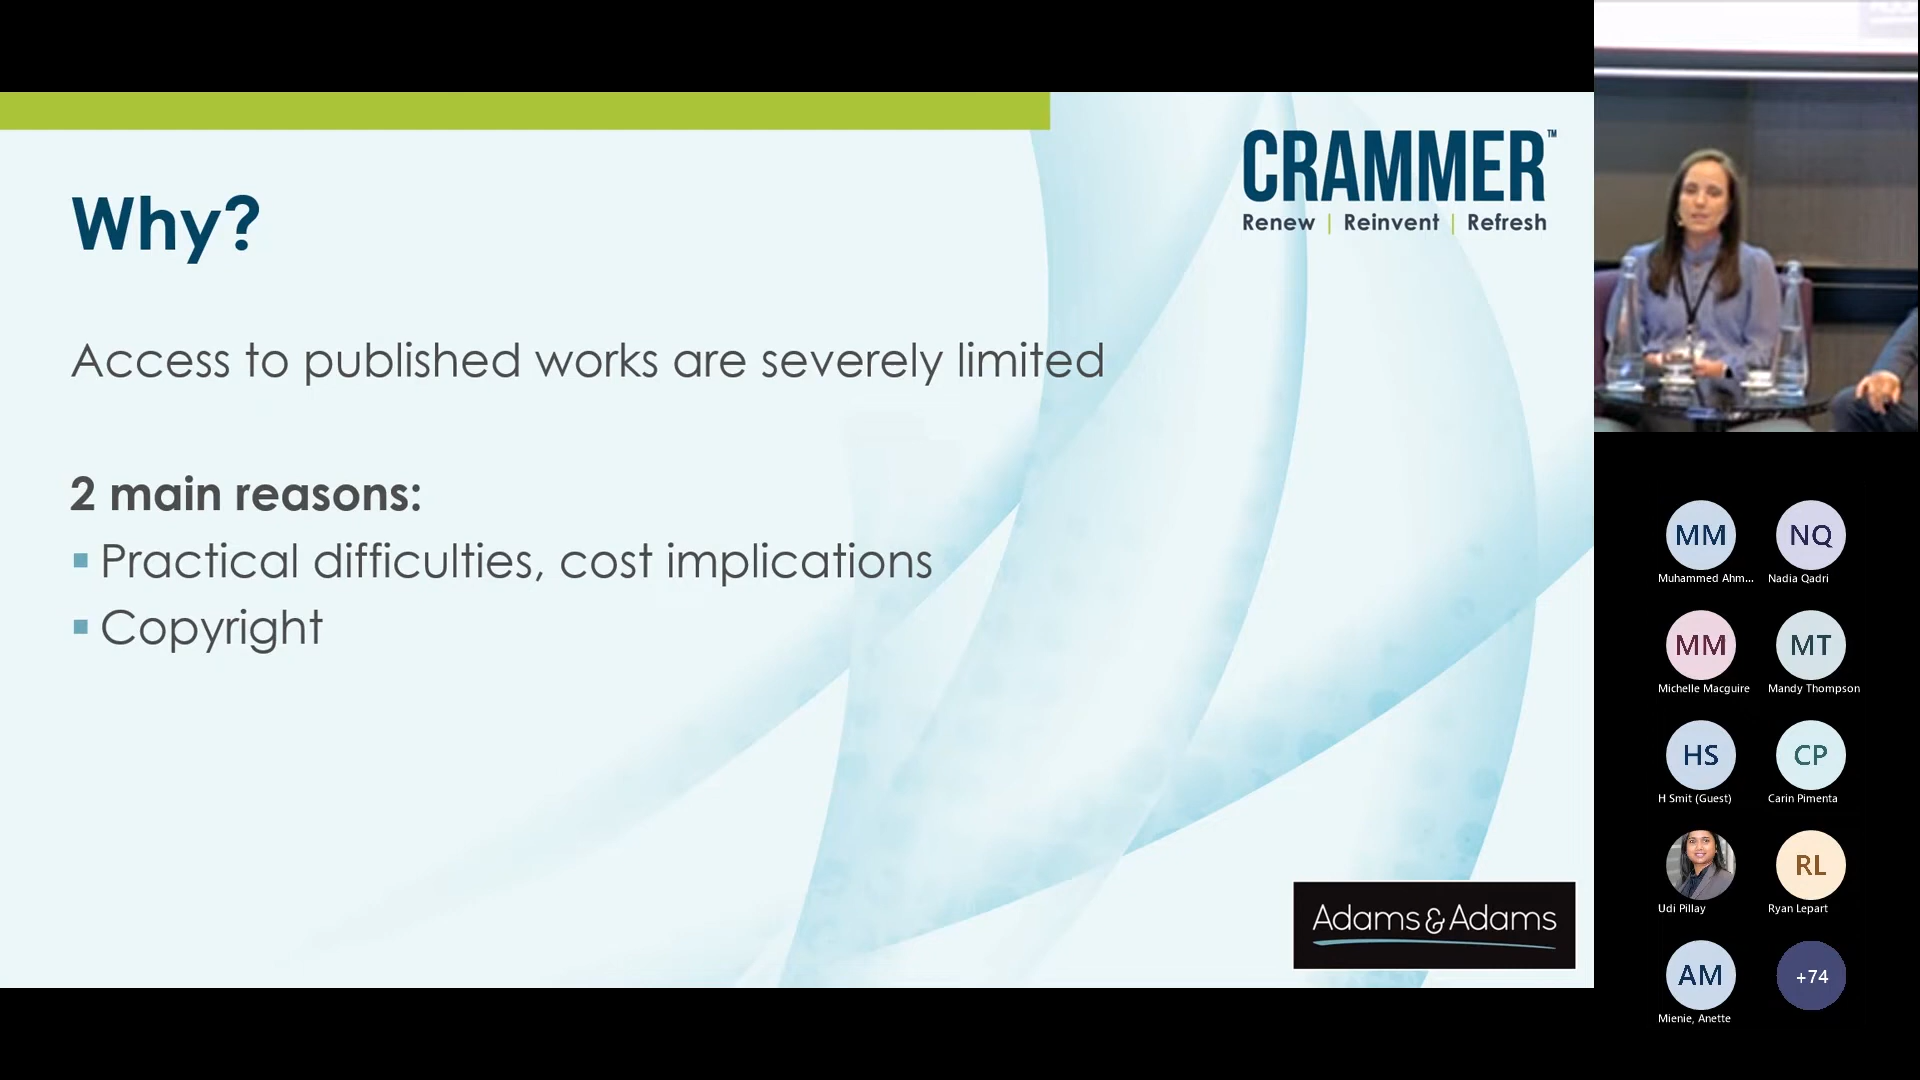 CRAMMER™
Renew | Reinvent | Refresh
Why?
Access to published works are severely limited
2 main reasons:
▪ Practical difficulties, cost implications
▪ Copyright
Adams & Adams
MM
Muhammed Ahm...
NQ
Nadia Qadri
MM
Michelle Macguire
MT
Mandy Thompson
HS
H Smit (Guest)
CP
Carin Pimenta
Udi Pillay
RL
Ryan Lepart
AM
Mienie, Anette
+74